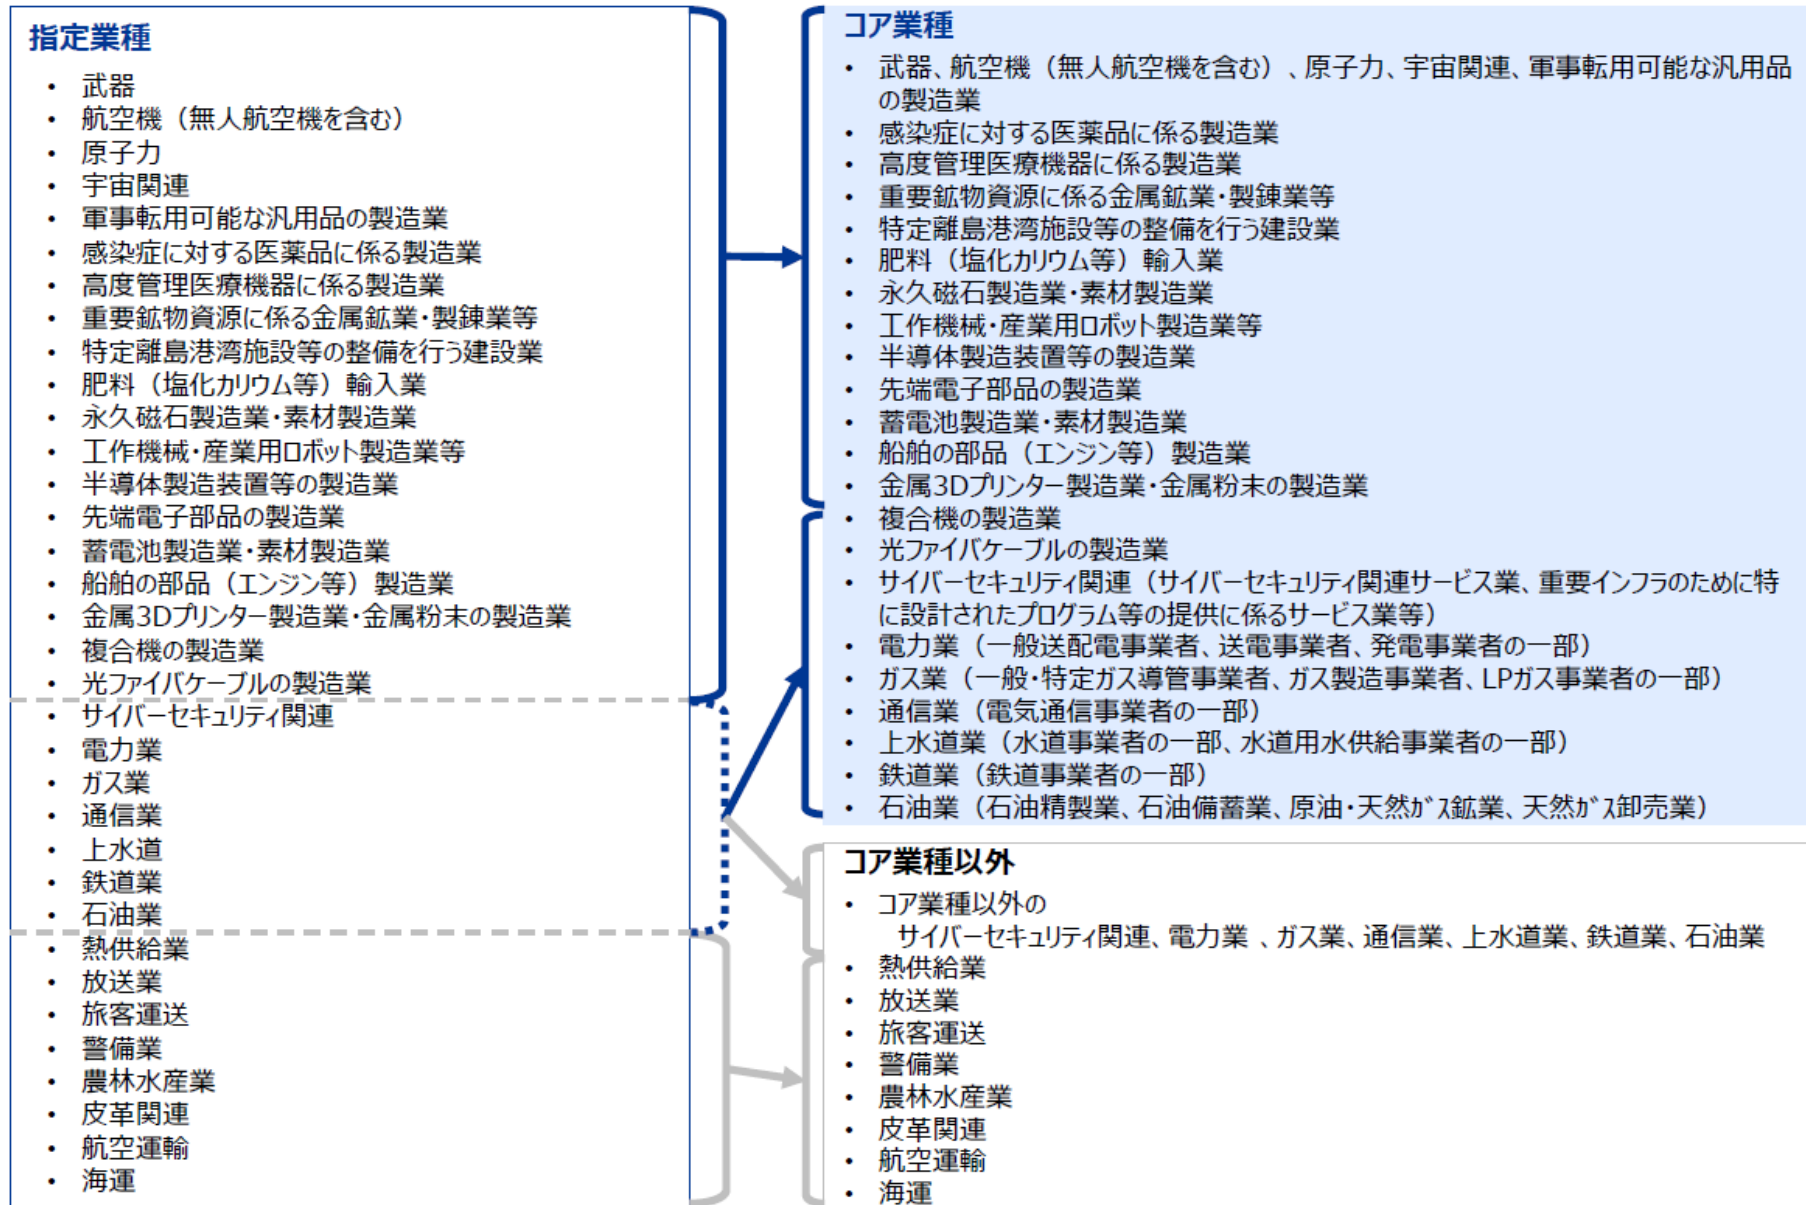 指定業種
・ 武器
・ 航空機（無人航空機を含む）
・ 原子力
・ 宇宙関連
・ 軍事転用可能な汎用品の製造業
・ 感染症に対する医薬品に係る製造業
・ 高度管理医療機器に係る製造業
・ 重要鉱物資源に係る金属鉱業・製錬業等
・ 特定離島港湾施設等の整備を行う建設業
・ 肥料（塩化カリウム等）輸入業
・ 永久磁石製造業・素材製造業
・ 工作機械・産業用ロボット製造業等
・ 半導体製造装置等の製造業
・ 先端電子部品の製造業
・ 蓄電池製造業・素材製造業
・ 船舶の部品（エンジン等）製造業
・ 金属3Dプリンター製造業・金属粉末の製造業
・ 複合機の製造業
・ 光ファイバケーブルの製造業
・ サイバーセキュリティ関連
・ 電力業
・ ガス業
・ 通信業
・ 上水道
・ 鉄道業
・ 石油業
・ 熱供給業
・ 放送業
・ 旅客運送
・ 警備業
・ 農林水産業
・ 皮革関連
・ 航空運輸
・ 海運
コア業種
・ 武器、航空機（無人航空機を含む）、原子力、宇宙関連、軍事転用可能な汎用品
の製造業
・ 感染症に対する医薬品に係る製造業
・ 高度管理医療機器に係る製造業
・ 重要鉱物資源に係る金属鉱業・製錬業等
・ 特定離島港湾施設等の整備を行う建設業
・ 肥料（塩化カリウム等）輸入業
・ 永久磁石製造業・素材製造業
・ 工作機械・産業用ロボット製造業等
・ 半導体製造装置等の製造業
・ 先端電子部品の製造業
・ 蓄電池製造業・素材製造業
・ 船舶の部品（エンジン等）製造業
・ 金属3Dプリンター製造業・金属粉末の製造業
・ 複合機の製造業
・ 光ファイバケーブルの製造業
・ サイバーセキュリティ関連（サイバーセキュリティ関連サービス業、重要インフラのために特
に設計されたプログラム等の提供に係るサービス業等）
・ 電力業（一般送配電事業者、送電事業者、発電事業者の一部）
・ ガス業（一般・特定ガス導管事業者、ガス製造事業者、LPガス事業者の一部）
・ 通信業（電気通信事業者の一部）
・ 上水道業（水道事業者の一部、水道用水供給事業者の一部）
・ 鉄道業（鉄道事業者の一部）
・ 石油業（石油精製業、石油備蓄業、原油・天然ガス鉱業、天然ガス卸売業）
コア業種以外
・ コア業種以外の
サイバーセキュリティ関連、電力業 、ガス業、通信業、上水道業、鉄道業、石油業
・ 熱供給業
・ 放送業
・ 旅客運送
・ 警備業
・ 農林水産業
・ 皮革関連
・ 航空運輸
・ 海運